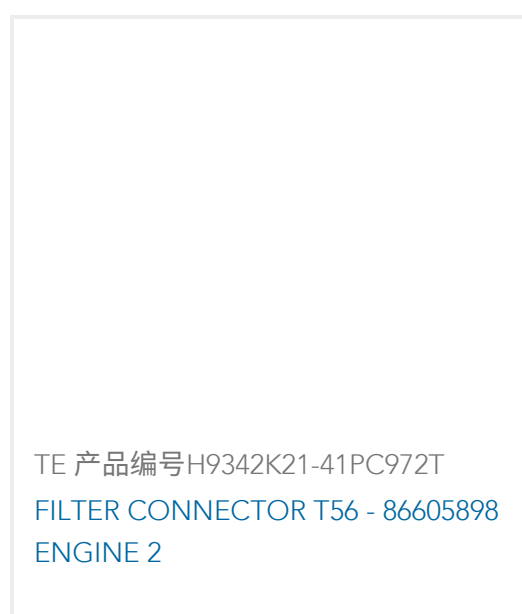 TE 产品编号H9342K21-41PC972T
FILTER CONNECTOR T56 - 86605898
ENGINE 2